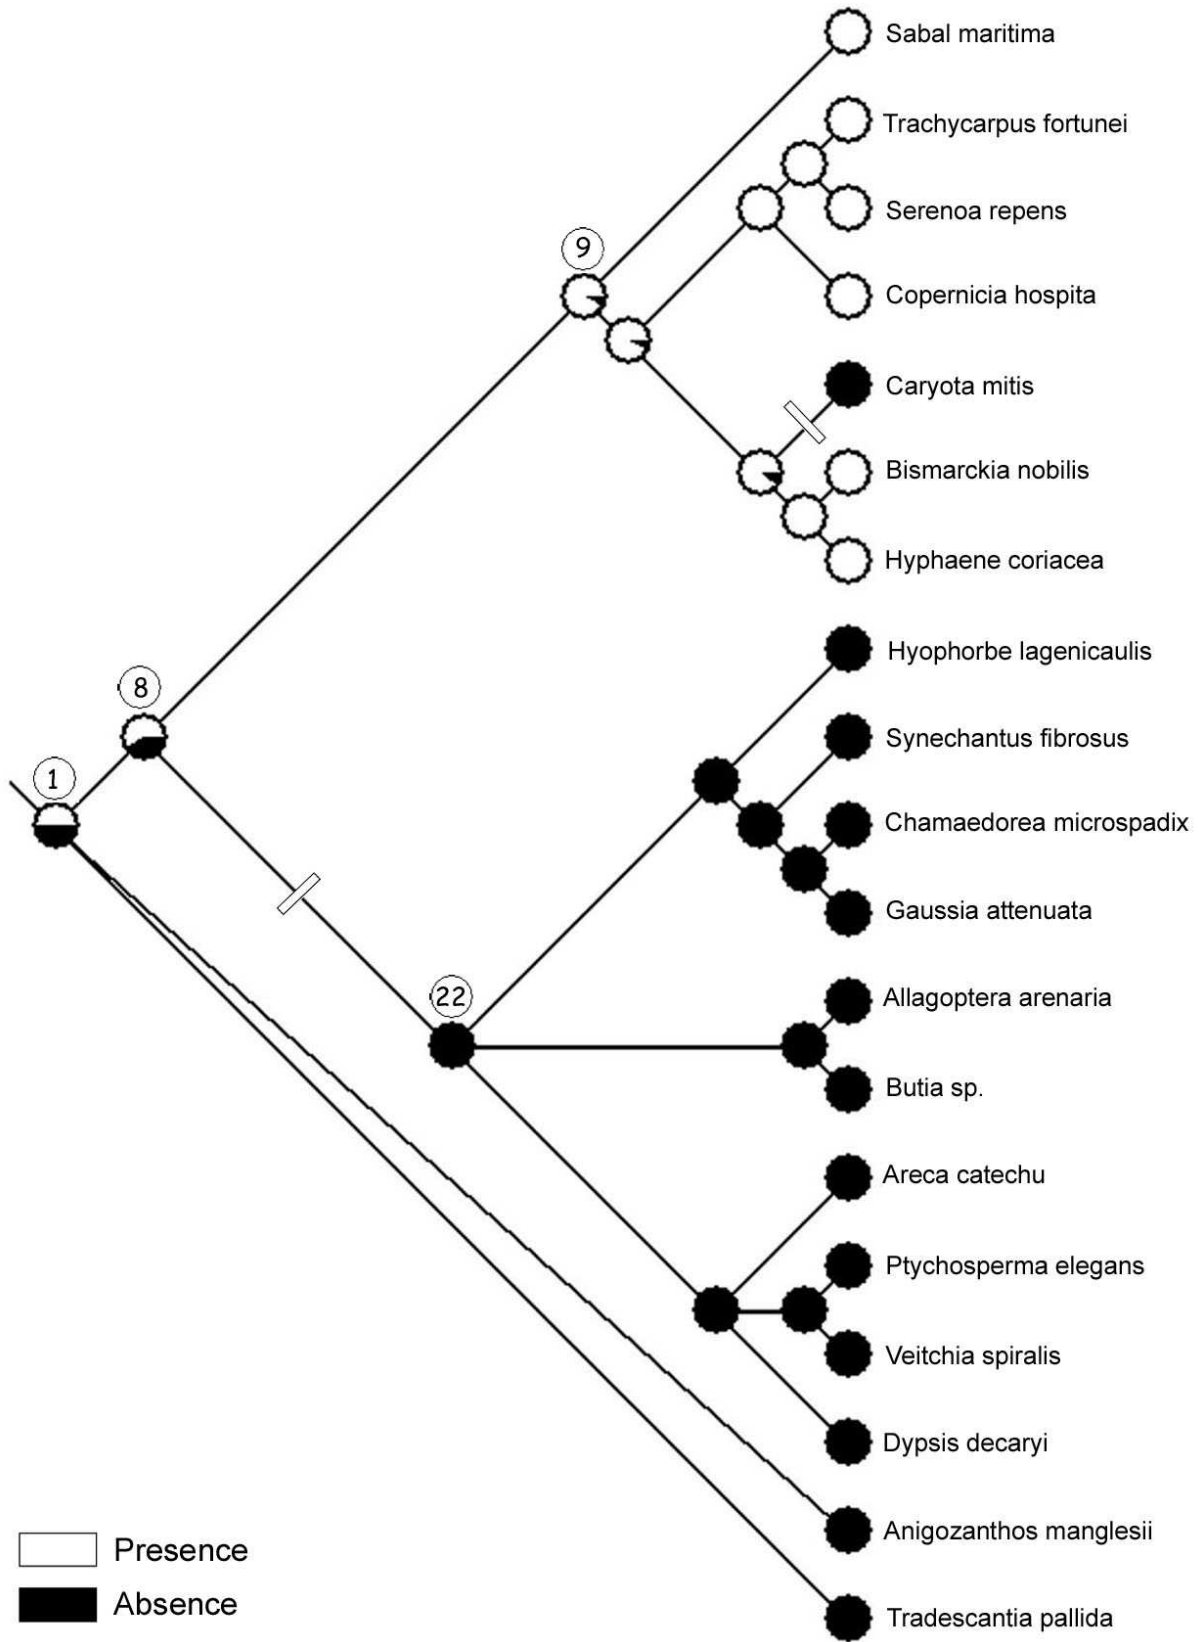 Sabal maritima
Trachycarpus fortunei
Serenoa repens
9
Copernicia hospita
Caryota mitis
Bismarckia nobilis
Hyphaene coriacea
Hyophorbe lagenicaulis
8
Synechantus fibrosus
1
Chamaedorea microspadix
Gaussia attenuata
22
Allagoptera arenaria
Butia sp.
Areca catechu
Ptychosperma elegans
Veitchia spiralis
Dypsis decaryi
Anigozanthos manglesii
Presence
Absence
Tradescantia pallida